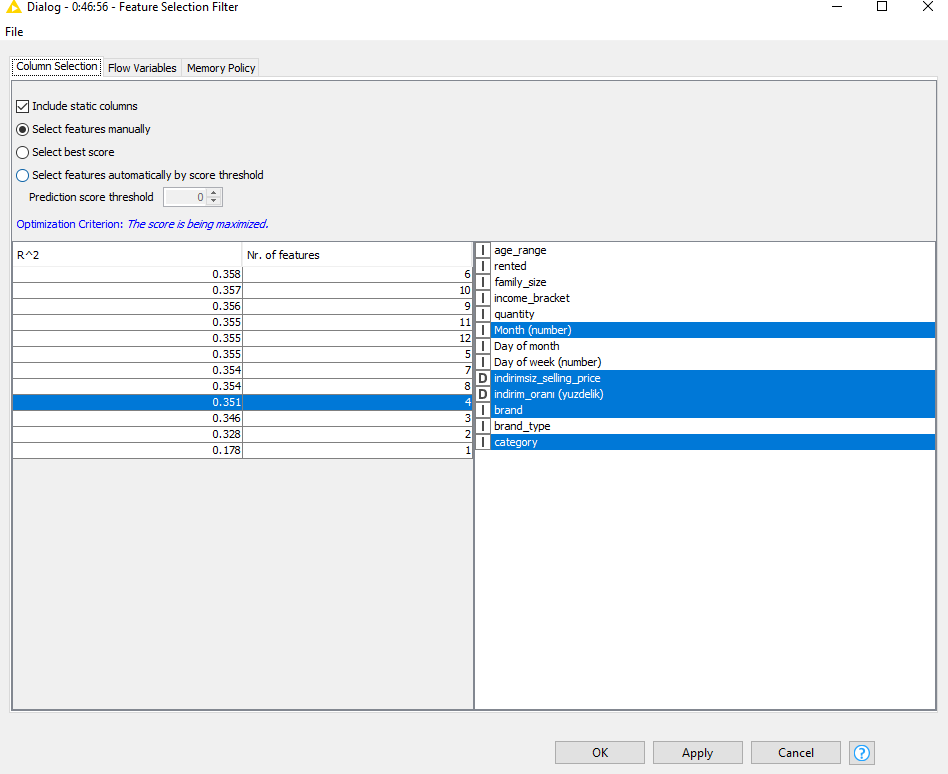 Dialog - 0:46:56 - Feature Selection Filter
File
Column Selection Flow Variables Memory Policy
Include static columns
Select features manually
Select best score
Select features automatically by score threshold
Prediction score threshold 0
Optimization Criterion: The score is being maximized.
R^2 Nr. of features
0.358 6
0.357 10
0.356 9
0.355 11
0.355 12
0.355 5
0.354 7
0.354 8
0.351 4
0.346 3
0.328 2
0.178 1
I age_range
I rented
I family_size
I income_bracket
I quantity
I Month (number)
I Day of month
I Day of week (number)
D indirimsiz_selling_price
D indirim_oranı (yuzdelik)
I brand
I brand_type
I category
OK Apply Cancel ?